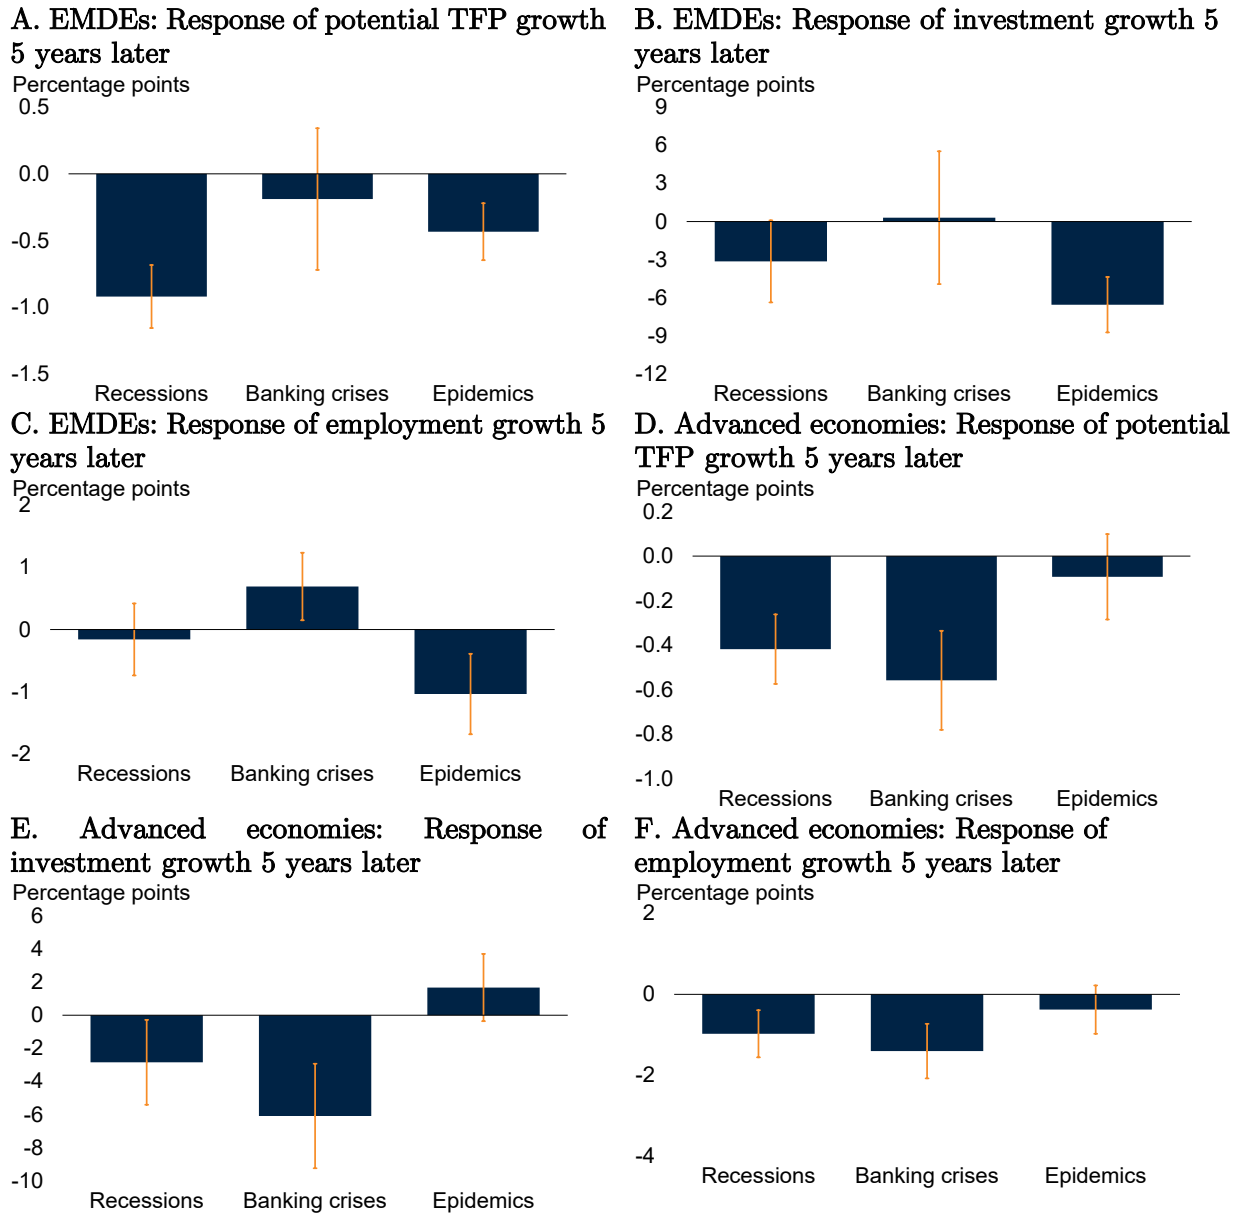 A. EMDEs: Response of potential TFP growth
5 years later
Percentage points
0.5
0.0
-0.5
-1.0
-1.5
Recessions Banking crises Epidemics
B. EMDEs: Response of investment growth 5
years later
Percentage points
9
6
3
0
-3
-6
-9
-12
Recessions Banking crises Epidemics
C. EMDEs: Response of employment growth 5
years later
Percentage points
2
1
0
-1
-2
Recessions Banking crises Epidemics
D. Advanced economies: Response of potential
TFP growth 5 years later
Percentage points
0.2
0.0
-0.2
-0.4
-0.6
-0.8
-1.0
Recessions Banking crises Epidemics
E. Advanced economies: Response of
investment growth 5 years later
Percentage points
6
4
2
0
-2
-4
-6
-8
-10
Recessions Banking crises Epidemics
F. Advanced economies: Response of
employment growth 5 years later
Percentage points
2
0
-2
-4
Recessions Banking crises Epidemics